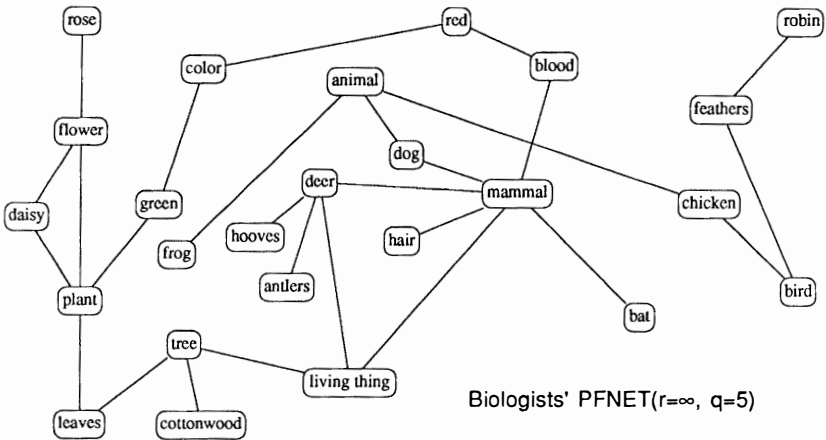 rose
red
robin
color
blood
animal
feathers
flower
dog
deer
mammal
daisy
green
chicken
hooves
hair
frog
antlers
plant
bird
bat
tree
living thing
Biologists' PFNET(r=∞, q=5)
leaves
cottonwood